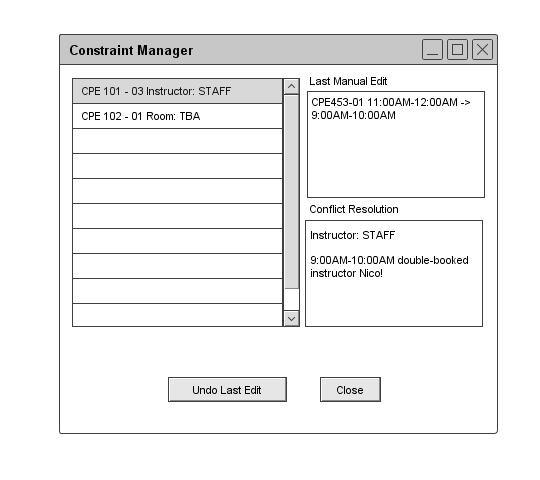 Constraint Manager
CPE 101 - 03 Instructor: STAFF
CPE 102 - 01 Room: TBA
Last Manual Edit
CPE453-01 11:00AM-12:00AM ->
9:00AM-10:00AM
Conflict Resolution
Instructor: STAFF
9:00AM-10:00AM double-booked
instructor Nico!
Undo Last Edit
Close